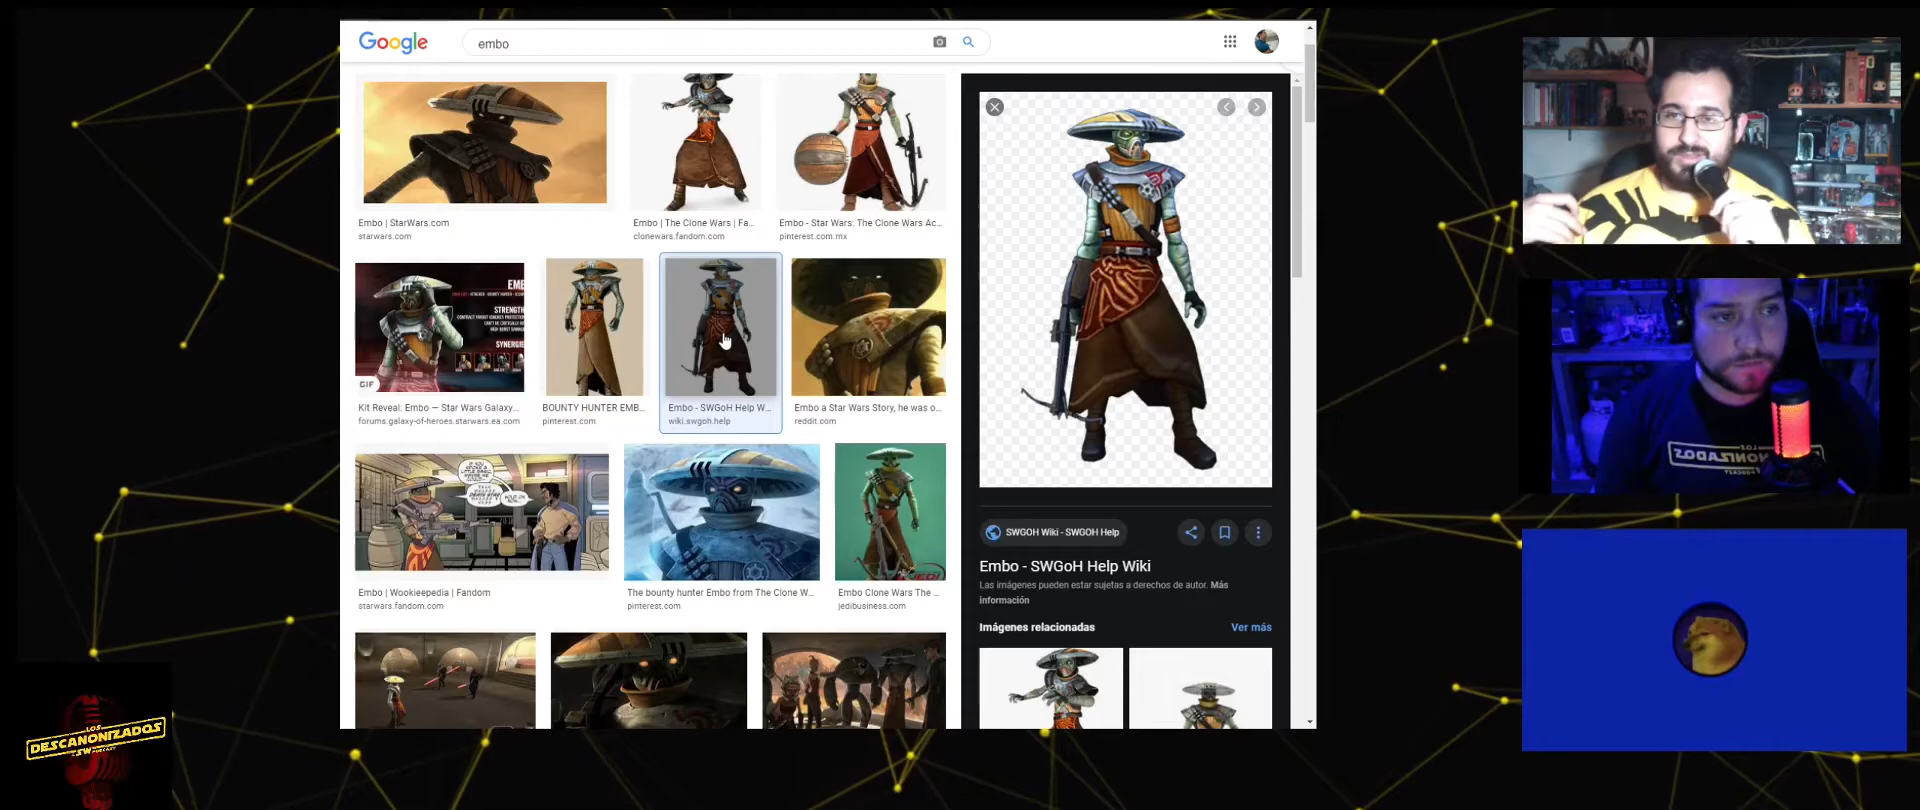 Google
embo
Embo | StarWars.com
starwars.com
Embo | The Clone Wars | Fa...
clonewars.fandom.com
Embo - Star Wars: The Clone Wars Ac...
pinterest.com.mx
EMB
STRENGTH
SYNERGIE
GIF
Kit Reveal: Embo — Star Wars Galaxy...
forums.galaxy-of-heroes.starwars.ea.com
BOUNTY HUNTER EMB...
pinterest.com
Embo - SWGoH Help W...
wiki.swgoh.help
Embo a Star Wars Story, he was o...
reddit.com
Embo | Wookieepedia | Fandom
starwars.fandom.com
The bounty hunter Embo from The Clone W...
pinterest.com
Embo Clone Wars The ...
jedibusiness.com
SWGOH Wiki - SWGOH Help
Embo - SWGoH Help Wiki
Las imágenes pueden estar sujetas a derechos de autor. Más
información
Imágenes relacionadas
Ver más
LOS
DESCANONIZADOS
SW PODCAST